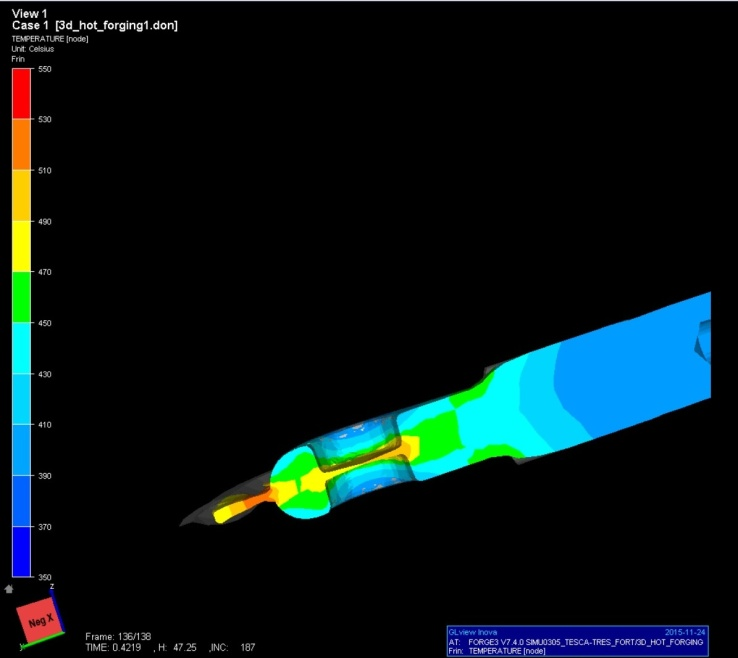 View 1
Case 1 [3d_hot_forging1.don]
TEMPERATURE [node]
Unit: Celsius
Frin
550
530
510
490
470
450
430
410
390
370
350
Z
Neg X
Y
Frame: 136/138
TIME: 0.4219 , H: 47.25 ,INC: 187
GLview Inova 2015-11-24
AT: FORGE3 V7.4.0 SIMU0305_TESCA-TRES_FORT/3D_HOT_FORGING
Frin: TEMPERATURE [node]